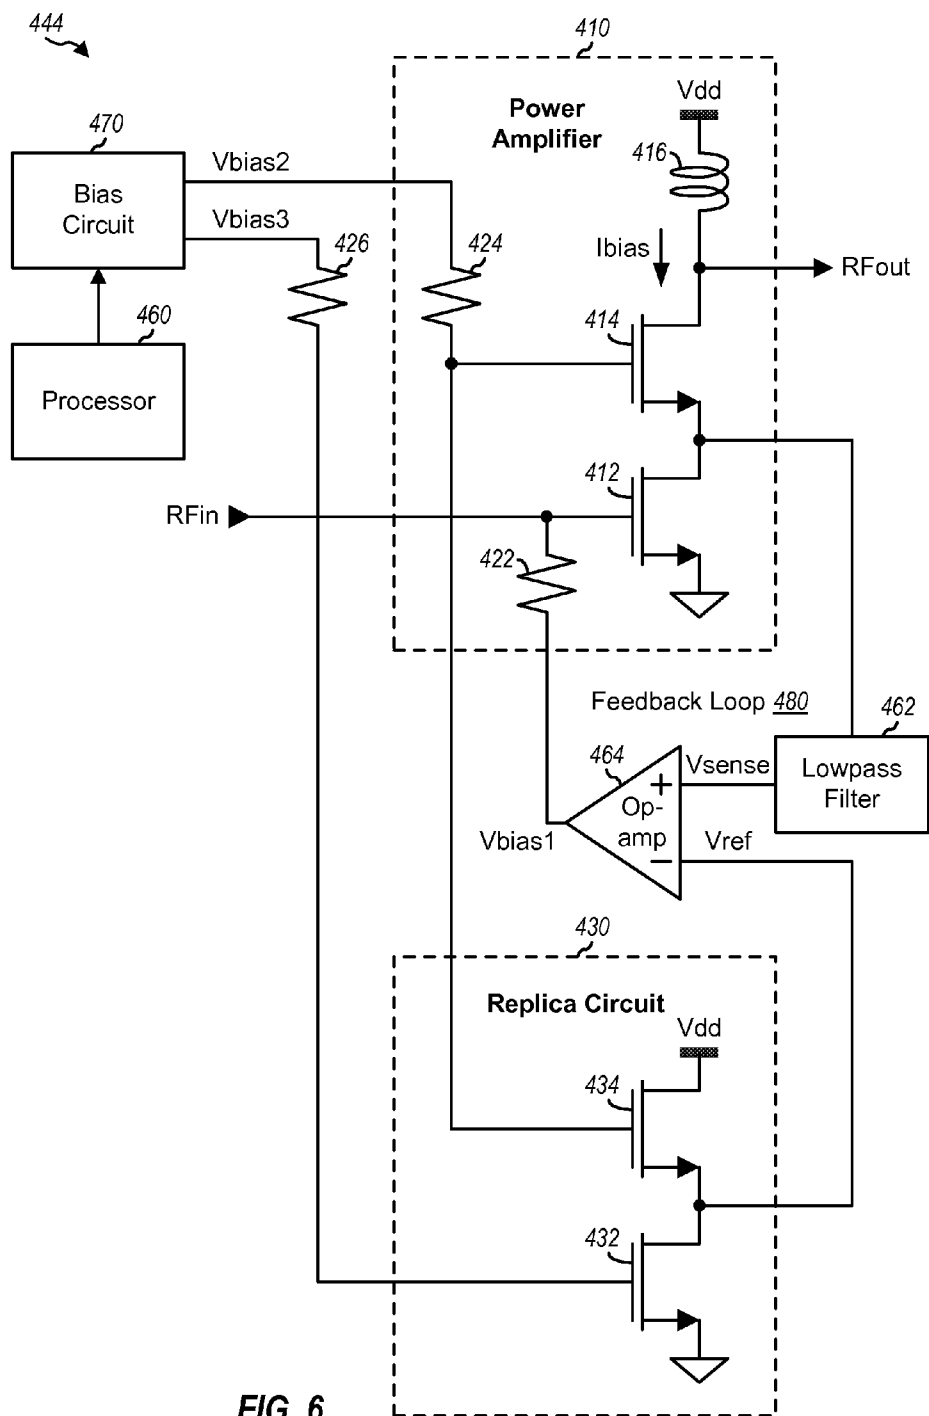 444
410
Power
Amplifier
Vdd
416
470
Bias
Circuit
Vbias2
Vbias3
426
424
Ibias
RFout
414
460
Processor
412
RFin
422
Feedback Loop 480
462
Lowpass
Filter
464
Vsense
+
Op-
amp
Vbias1
Vref
−
430
Replica Circuit
Vdd
434
432
FIG. 6